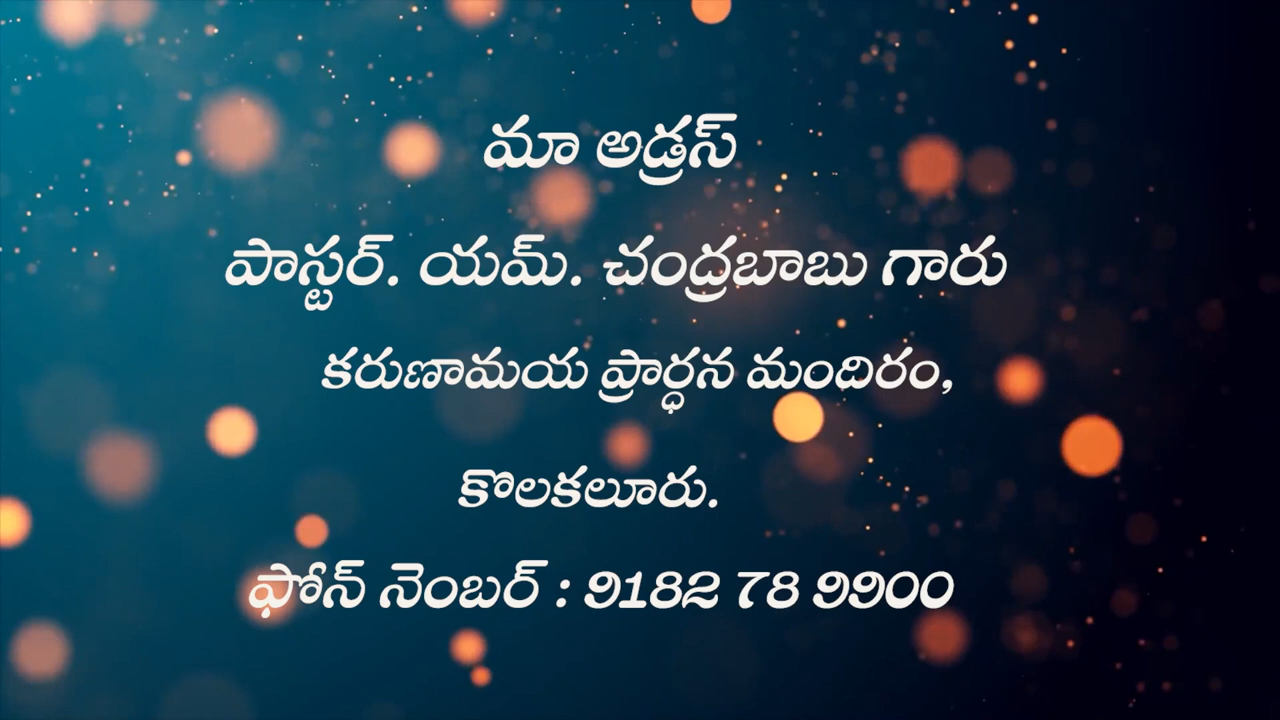 మా అడ్రస్
పాస్టర్. యమ్. చంద్రబాబు గారు
కరుణామయ ప్రార్ధన మందిరం,
కొలకలూరు.
ఫోన్ నెంబర్ : 9182 78 9900